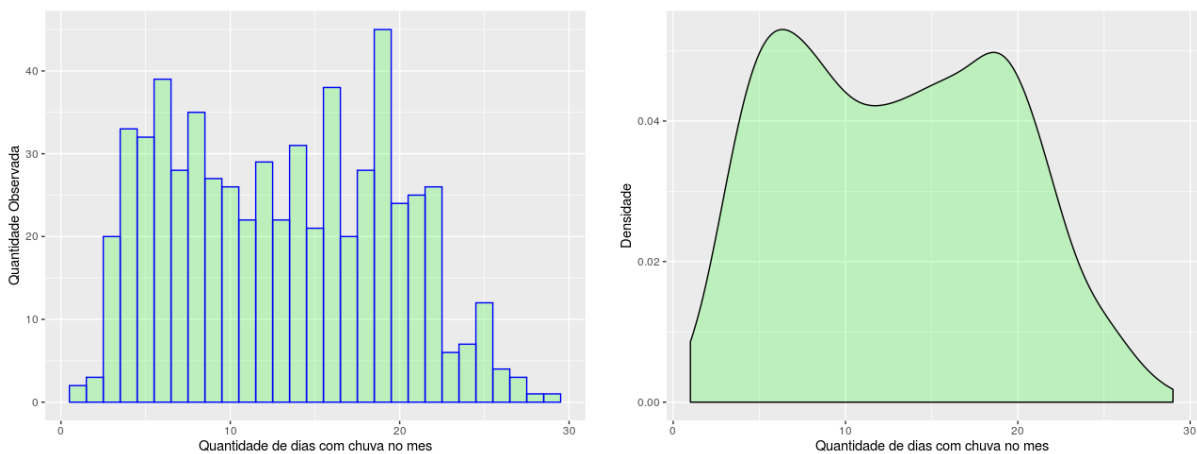 Quantidade Observada
40
30
20
10
0
0 10 20 30
Quantidade de dias com chuva no mes
Densidade
0.04
0.02
0.00
0 10 20 30
Quantidade de dias com chuva no mes